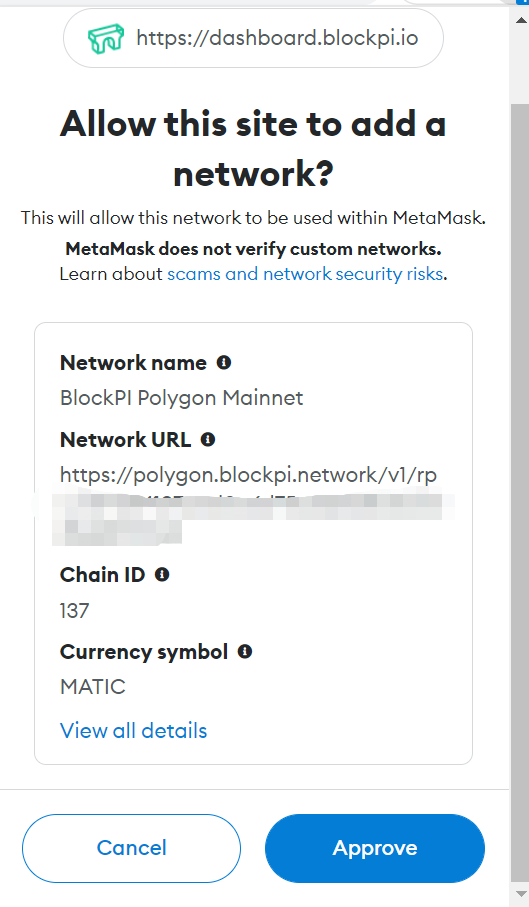 https://dashboard.blockpi.io
Allow this site to add a
network?
This will allow this network to be used within MetaMask.
MetaMask does not verify custom networks.
Learn about scams and network security risks.
Network name
BlockPI Polygon Mainnet
Network URL
https://polygon.blockpi.network/v1/rp
Chain ID
137
Currency symbol
MATIC
View all details
Cancel
Approve